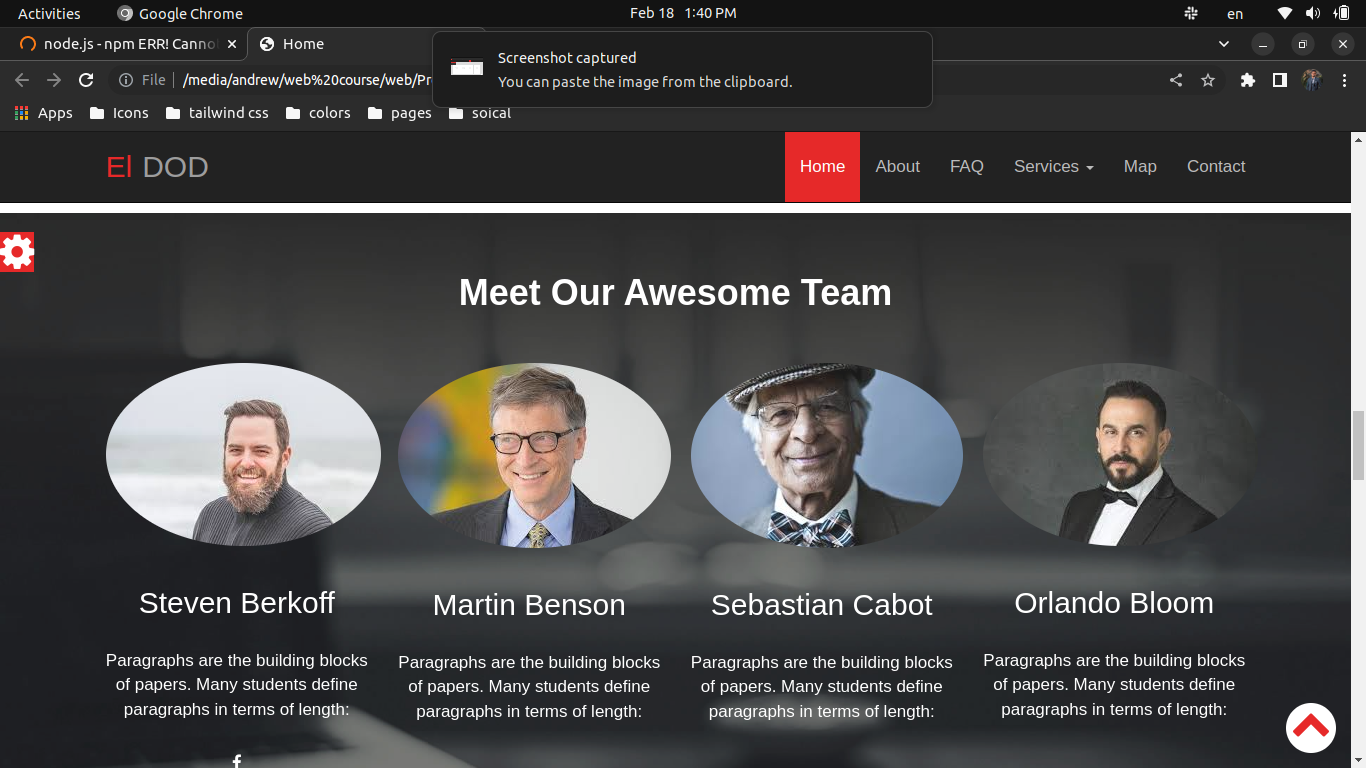 Activities Google Chrome Feb 18 1:40 PM en
node.js - npm ERR! Canno Home
Screenshot captured
You can paste the image from the clipboard.
File /media/andrew/web%20course/web/Pr
Apps Icons tailwind css colors pages soical
El DOD Home About FAQ Services Map Contact
Meet Our Awesome Team
Steven Berkoff
Martin Benson
Sebastian Cabot
Orlando Bloom
Paragraphs are the building blocks
of papers. Many students define
paragraphs in terms of length:
Paragraphs are the building blocks
of papers. Many students define
paragraphs in terms of length:
Paragraphs are the building blocks
of papers. Many students define
paragraphs in terms of length:
Paragraphs are the building blocks
of papers. Many students define
paragraphs in terms of length: